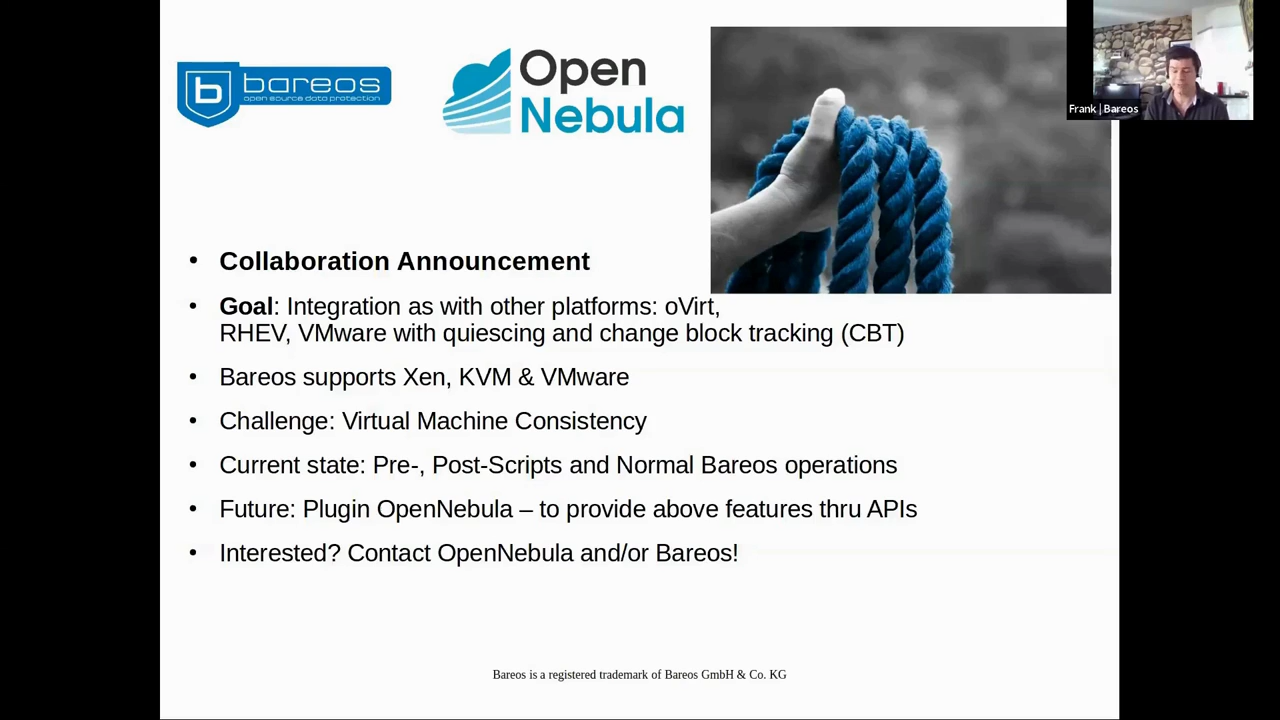 bareos
open source data protection
Open
Nebula
Frank | Bareos
• Collaboration Announcement
• Goal: Integration as with other platforms: oVirt,
RHEV, VMware with quiescing and change block tracking (CBT)
• Bareos supports Xen, KVM & VMware
• Challenge: Virtual Machine Consistency
• Current state: Pre-, Post-Scripts and Normal Bareos operations
• Future: Plugin OpenNebula – to provide above features thru APIs
• Interested? Contact OpenNebula and/or Bareos!
Bareos is a registered trademark of Bareos GmbH & Co. KG